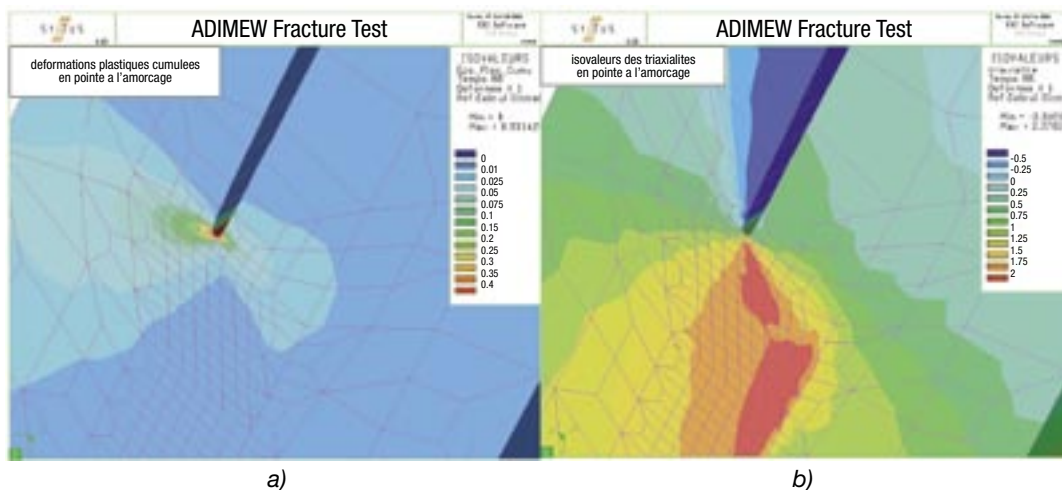 ADIMEW Fracture Test
deformations plastiques cumulees
en pointe a l'amorcage
ISOVALEURS
0
0.01
0.025
0.05
0.075
0.1
0.15
0.2
0.25
0.3
0.35
0.4
a)
ADIMEW Fracture Test
isovaleurs des triaxialites
en pointe a l'amorcage
ISOVALEURS
-0.5
-0.25
0
0.25
0.5
0.75
1
1.25
1.5
1.75
2
b)